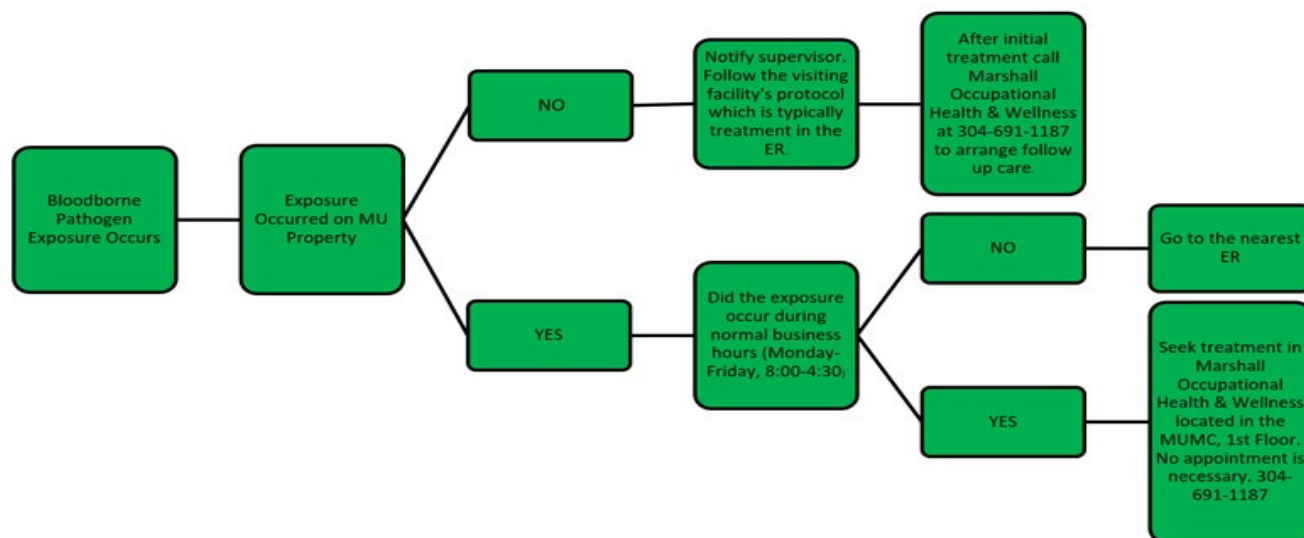 Bloodborne
Pathogen
Exposure Occurs
Exposure
Occurred on MU
Property
NO
Notify supervisor.
Follow the visiting
facility's protocol
which is typically
treatment in the
ER.
After initial
treatment call
Marshall
Occupational
Health & Wellness
at 304-691-1187
to arrange follow
up care.
YES
Did the exposure
occur during
normal business
hours (Monday-
Friday, 8:00-4:30)
NO
Go to the nearest
ER
YES
Seek treatment in
Marshall
Occupational
Health & Wellness
located in the
MUMC, 1st Floor.
No appointment is
necessary. 304-
691-1187